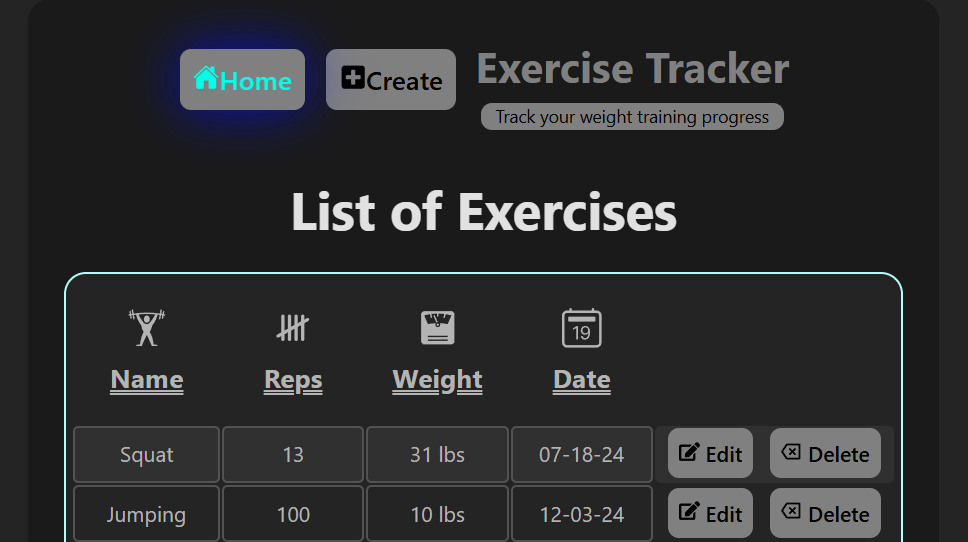 Home Create Exercise Tracker
Track your weight training progress
List of Exercises
19
Name Reps Weight Date
Squat 13 31 lbs 07-18-24 Edit Delete
Jumping 100 10 lbs 12-03-24 Edit Delete